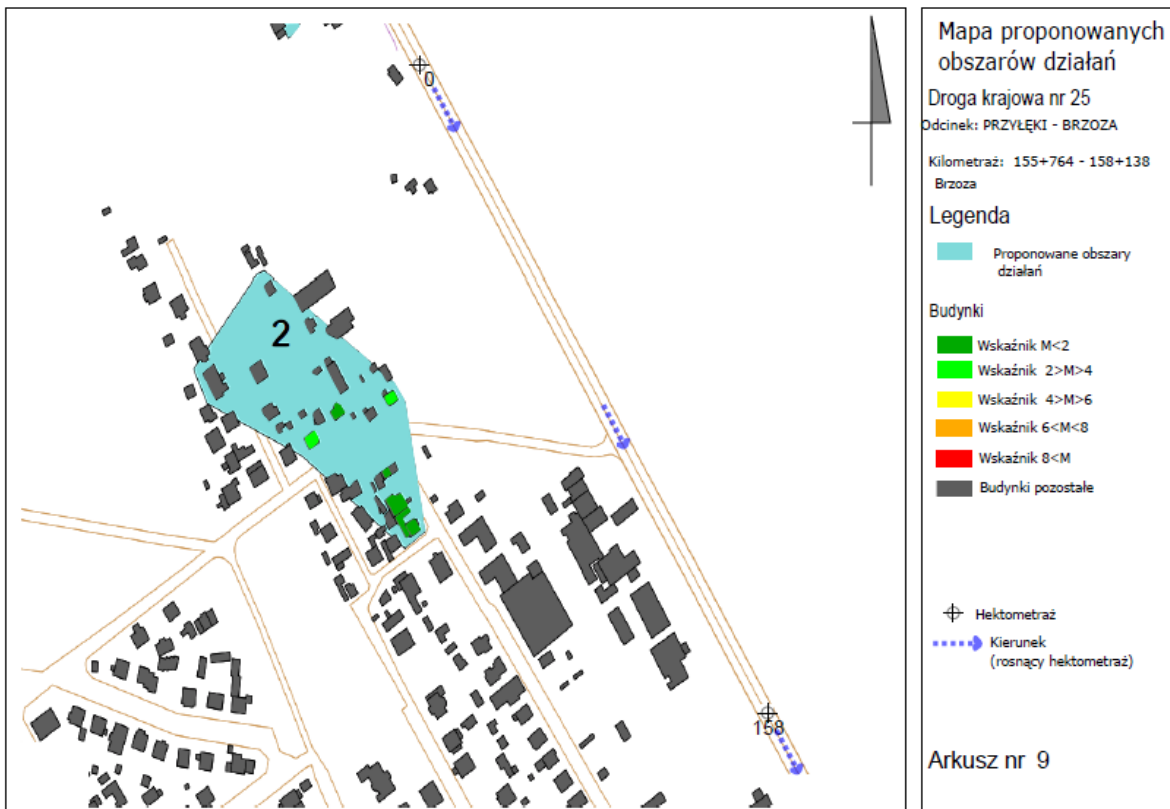 0
2
158
Mapa proponowanych
obszarów działań
Droga krajowa nr 25
Odcinek: PRZYŁĘKI - BRZOZA
Kilometraż: 155+764 - 158+138
Brzoza
Legenda
Proponowane obszary
działań
Budynki
Wskaźnik M<2
Wskaźnik 2>M>4
Wskaźnik 4>M>6
Wskaźnik 6<M<8
Wskaźnik 8<M
Budynki pozostałe
Hektometraż
Kierunek
(rosnący hektometraż)
Arkusz nr 9